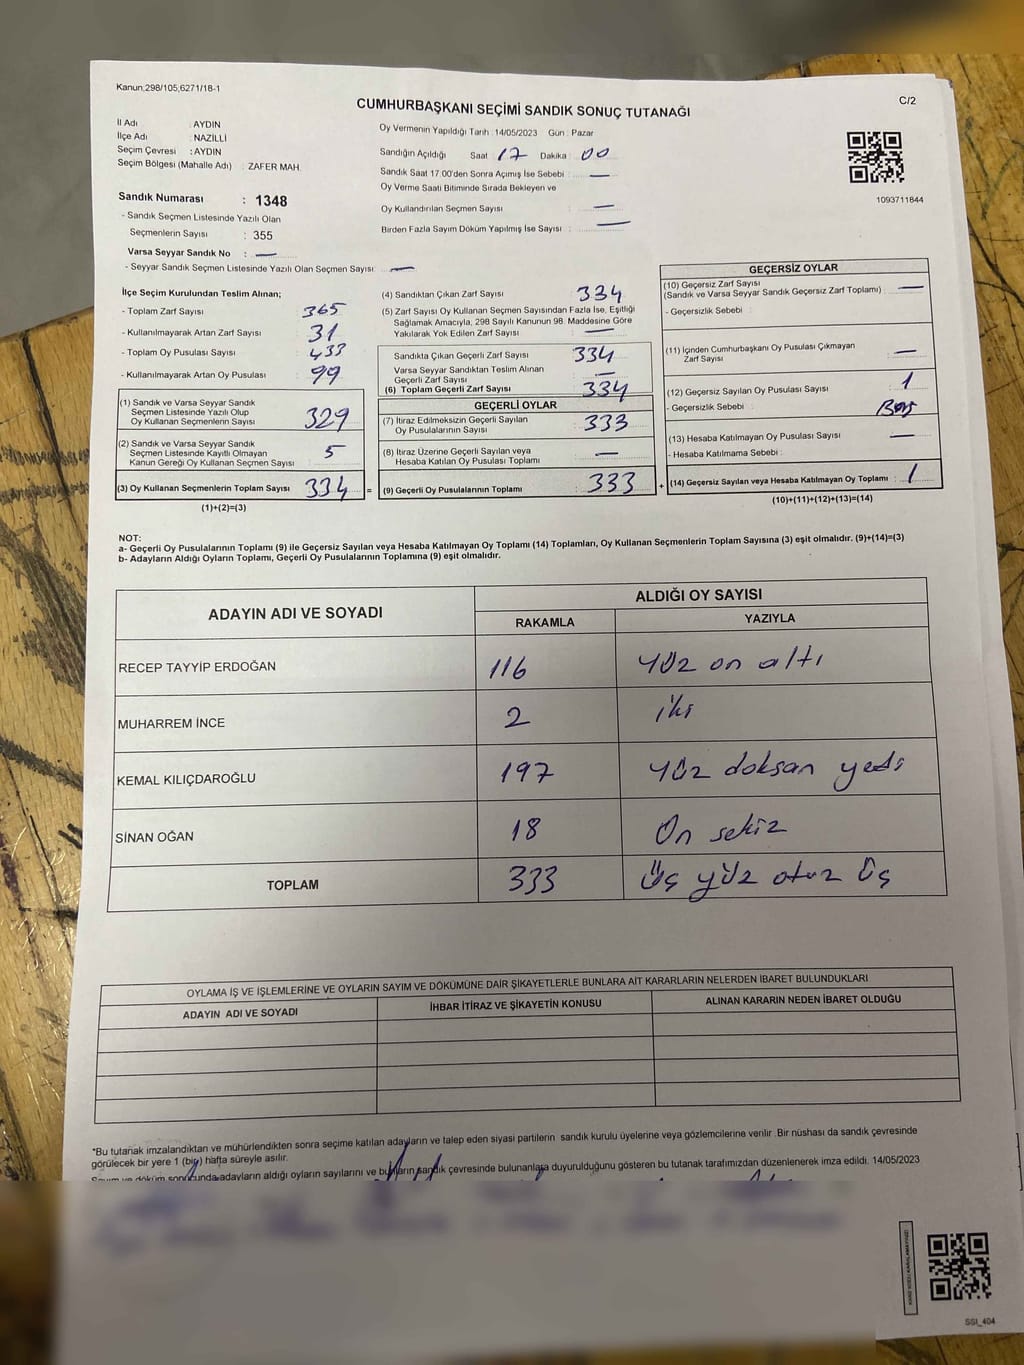 Kanun,298/105,6271/18-1
CUMHURBAŞKANI SEÇİMİ SANDIK SONUÇ TUTANAĞI
C/2
İl Adı : AYDIN
İlçe Adı : NAZİLLİ
Seçim Çevresi : AYDIN
Seçim Bölgesi (Mahalle Adı) : ZAFER MAH.
Sandık Numarası : 1348
- Sandık Seçmen Listesinde Yazılı Olan
Seçmenlerin Sayısı : 355
Varsa Seyyar Sandık No : —
- Seyyar Sandık Seçmen Listesinde Yazılı Olan Seçmen Sayısı: —
Oy Vermenin Yapıldığı Tarih : 14/05/2023 Gün : Pazar
Sandığın Açıldığı Saat 17 Dakika 00
Sandık Saat 17.00'den Sonra Açımış İse Sebebi : —
Oy Verme Saati Bitiminde Sırada Bekleyen ve
Oy Kullandırılan Seçmen Sayısı : —
Birden Fazla Sayım Döküm Yapılmış İse Sayısı : —
1093711844
İlçe Seçim Kurulundan Teslim Alınan;
- Toplam Zarf Sayısı : 365
- Kullanılmayarak Artan Zarf Sayısı : 31
- Toplam Oy Pusulası Sayısı : 433
- Kullanılmayarak Artan Oy Pusulası : 99
(1) Sandık ve Varsa Seyyar Sandık
Seçmen Listesinde Yazılı Olup
Oy Kullanan Seçmenlerin Sayısı : 329
(2) Sandık ve Varsa Seyyar Sandık
Seçmen Listesinde Kayıtlı Olmayan
Kanun Gereği Oy Kullanan Seçmen Sayısı : 5
(3) Oy Kullanan Seçmenlerin Toplam Sayısı : 334 =
(1)+(2)=(3)
(4) Sandıktan Çıkan Zarf Sayısı : 334
(5) Zarf Sayısı Oy Kullanan Seçmen Sayısından Fazla İse, Eşitliği
Sağlamak Amacıyla, 298 Sayılı Kanunun 98. Maddesine Göre
Yakılarak Yok Edilen Zarf Sayısı : —
Sandıkta Çıkan Geçerli Zarf Sayısı : 334
Varsa Seyyar Sandıktan Teslim Alınan
Geçerli Zarf Sayısı : —
(6) Toplam Geçerli Zarf Sayısı : 334
GEÇERLİ OYLAR
(7) İtiraz Edilmeksizin Geçerli Sayılan
Oy Pusulalarının Sayısı : 333
(8) İtiraz Üzerine Geçerli Sayılan veya
Hesaba Katılan Oy Pusulası Toplamı : —
(9) Geçerli Oy Pusulalarının Toplamı : 333 +
GEÇERSİZ OYLAR
(10) Geçersiz Zarf Sayısı
(Sandık ve Varsa Seyyar Sandık Geçersiz Zarf Toplamı) : —
- Geçersizlik Sebebi :
(11) İçinden Cumhurbaşkanı Oy Pusulası Çıkmayan
Zarf Sayısı : —
(12) Geçersiz Sayılan Oy Pusulası Sayısı : 1
- Geçersizlik Sebebi : Boş
(13) Hesaba Katılmayan Oy Pusulası Sayısı : —
- Hesaba Katılmama Sebebi :
(14) Geçersiz Sayılan veya Hesaba Katılmayan Oy Toplamı : 1
(10)+(11)+(12)+(13)=(14)
NOT:
a- Geçerli Oy Pusulalarının Toplamı (9) ile Geçersiz Sayılan veya Hesaba Katılmayan Oy Toplamı (14) Toplamları, Oy Kullanan Seçmenlerin Toplam Sayısına (3) eşit olmalıdır. (9)+(14)=(3)
b- Adayların Aldığı Oyların Toplamı, Geçerli Oy Pusulalarının Toplamına (9) eşit olmalıdır.
ADAYIN ADI VE SOYADI ALDIĞI OY SAYISI
RAKAMLA YAZIYLA
RECEP TAYYİP ERDOĞAN 116 yüz on altı
MUHARREM İNCE 2 iki
KEMAL KILIÇDAROĞLU 197 yüz doksan yedi
SİNAN OĞAN 18 On sekiz
TOPLAM 333 Üç yüz otuz üç
OYLAMA İŞ VE İŞLEMLERİNE VE OYLARIN SAYIM VE DÖKÜMÜNE DAİR ŞİKAYETLERLE BUNLARA AİT KARARLARIN NELERDEN İBARET BULUNDUKLARI
ADAYIN ADI VE SOYADI İHBAR İTİRAZ VE ŞİKAYETİN KONUSU ALINAN KARARIN NEDEN İBARET OLDUĞU
*Bu tutanak imzalandıktan ve mühürlendikten sonra seçime katılan adayların ve talep eden siyasi partilerin sandık kurulu üyelerine veya gözlemcilerine verilir. Bir nüshası da sandık çevresinde
görülecek bir yere 1 (bir) hafta süreyle asılır.
Sayım ve döküm sonucunda adayların aldığı oyların sayılarını ve bunların sandık çevresinde bulunanlara duyurulduğunu gösteren bu tutanak tarafımızdan düzenlenerek imza edildi. 14/05/2023
SSI_404